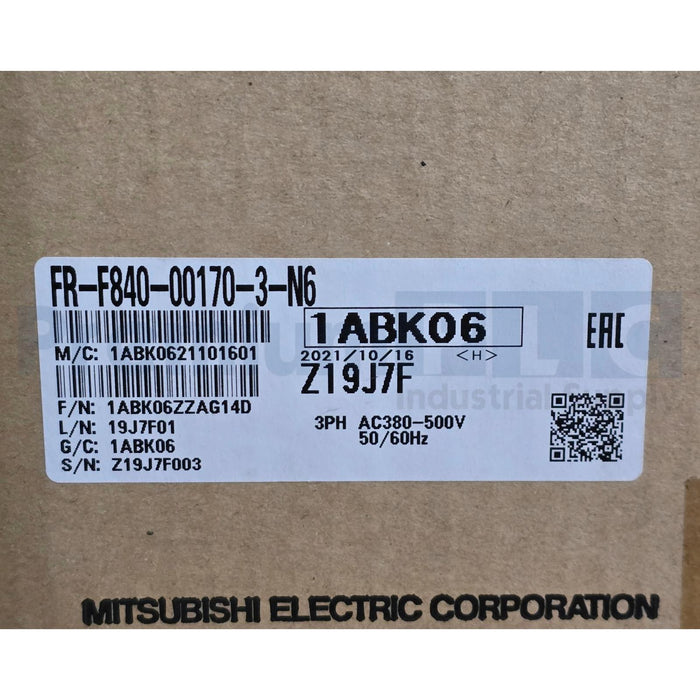 FR-F840-00170-3-N6
1ABK06
EAC
M/C: 1ABK0621101601
2021/10/16 <H>
Z19J7F
F/N: 1ABK06ZZAG14D
L/N: 19J7F01
G/C: 1ABK06
S/N: Z19J7F003
3PH AC380-500V
50/60Hz
Industrial Supply
MITSUBISHI ELECTRIC CORPORATION